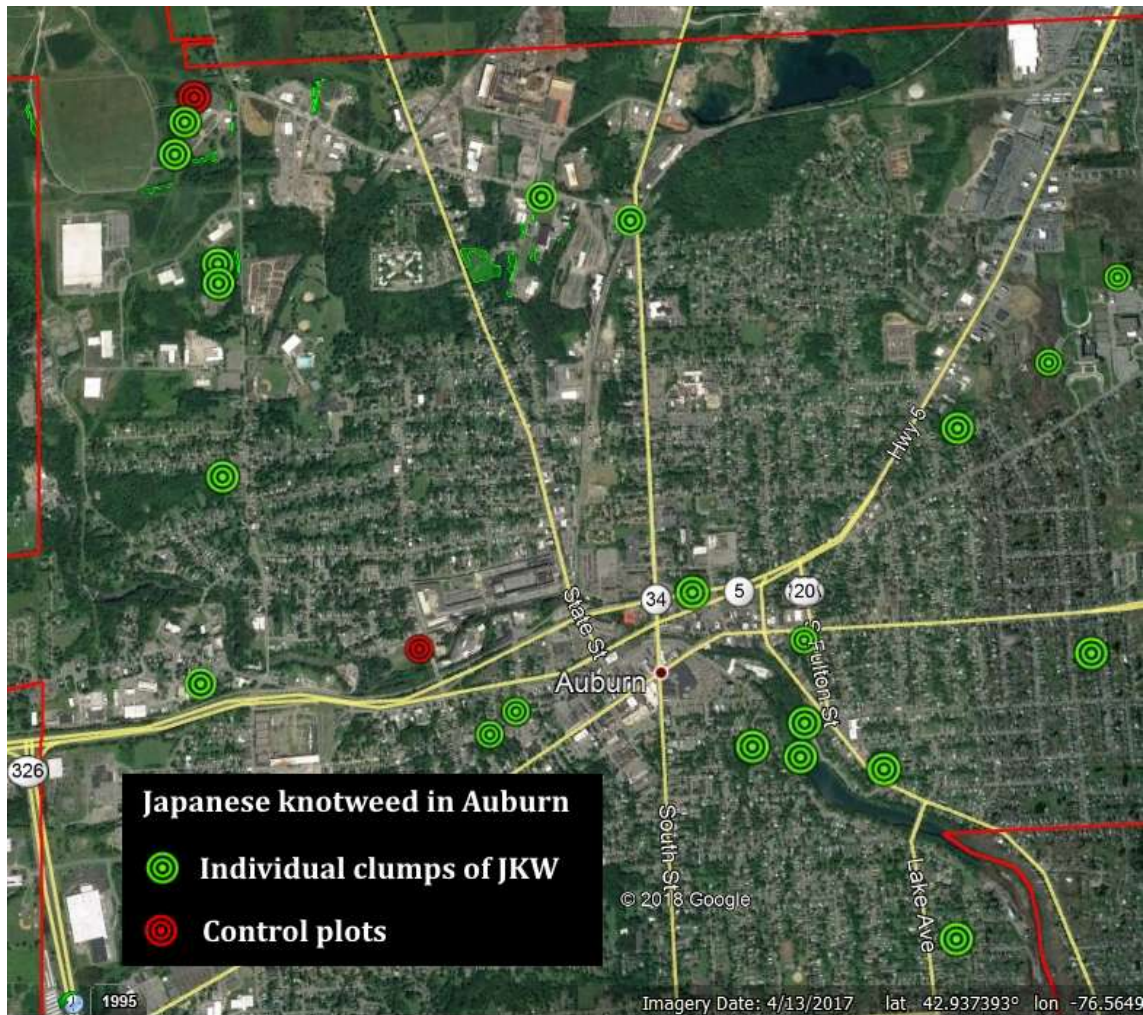 Hwy 5
34
5
20
State St
S Fulton St
Auburn
326
Japanese knotweed in Auburn
Individual clumps of JKW
Control plots
South St
Lake Ave
© 2018 Google
1995
Imagery Date: 4/13/2017 lat 42.937393° lon -76.5649